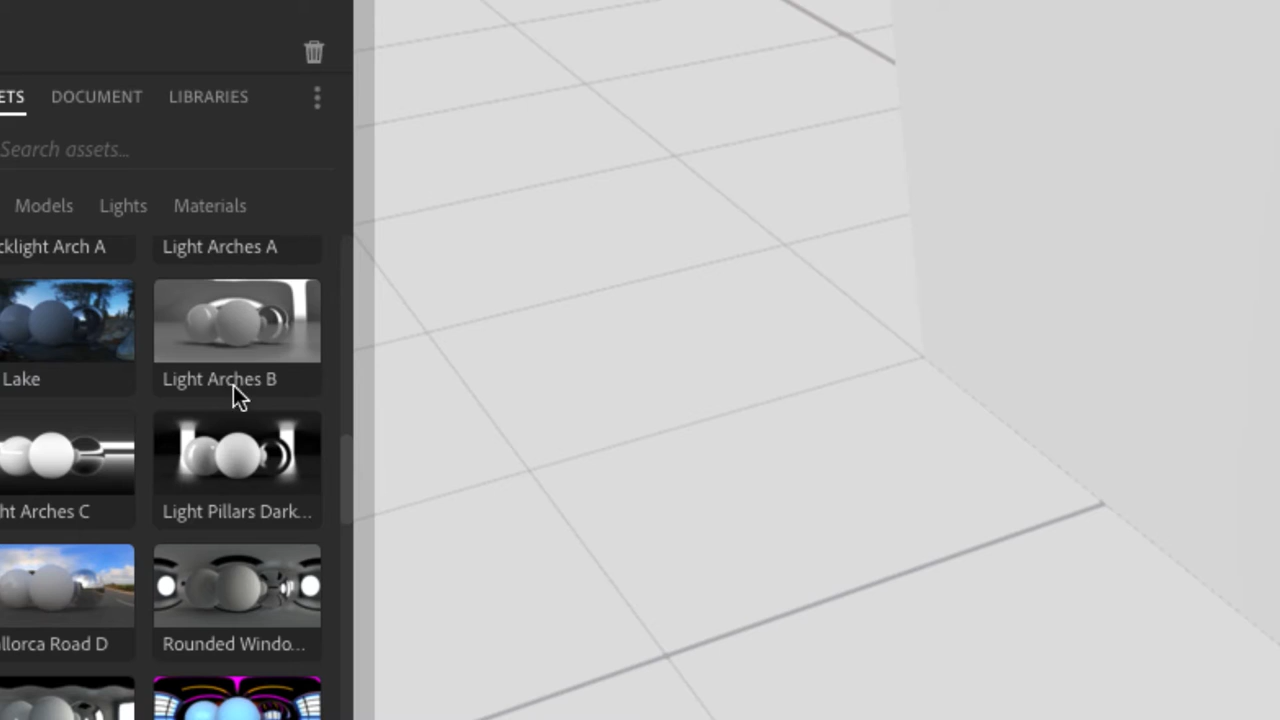 ETS DOCUMENT LIBRARIES
Search assets...
Models Lights Materials
cklight Arch A Light Arches A
Lake Light Arches B
ht Arches C Light Pillars Dark...
llorca Road D Rounded Windo...